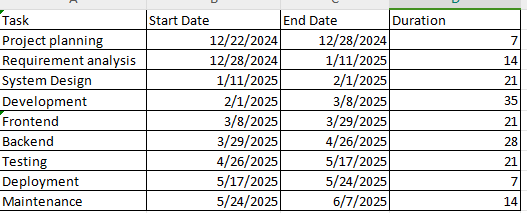 Task Start Date End Date Duration
Project planning 12/22/2024 12/28/2024 7
Requirement analysis 12/28/2024 1/11/2025 14
System Design 1/11/2025 2/1/2025 21
Development 2/1/2025 3/8/2025 35
Frontend 3/8/2025 3/29/2025 21
Backend 3/29/2025 4/26/2025 28
Testing 4/26/2025 5/17/2025 21
Deployment 5/17/2025 5/24/2025 7
Maintenance 5/24/2025 6/7/2025 14